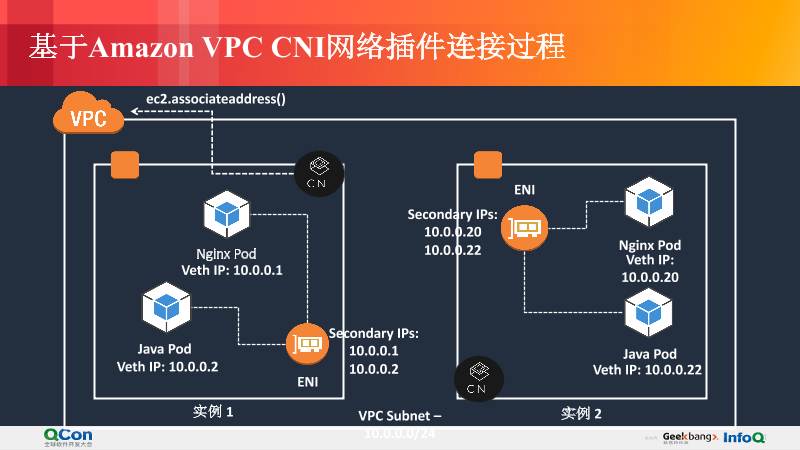 基于Amazon VPC CNI网络插件连接过程
ec2.associateaddress()
VPC
CN
Nginx Pod
Veth IP: 10.0.0.1
Java Pod
Veth IP: 10.0.0.2
Secondary IPs:
10.0.0.1
10.0.0.2
ENI
实例 1
ENI
Secondary IPs:
10.0.0.20
10.0.0.22
Nginx Pod
Veth IP:
10.0.0.20
Java Pod
Veth IP: 10.0.0.22
CN
实例 2
VPC Subnet –
10.0.0.0/24
QCon
全球软件开发大会
Geekbang>.
InfoQ